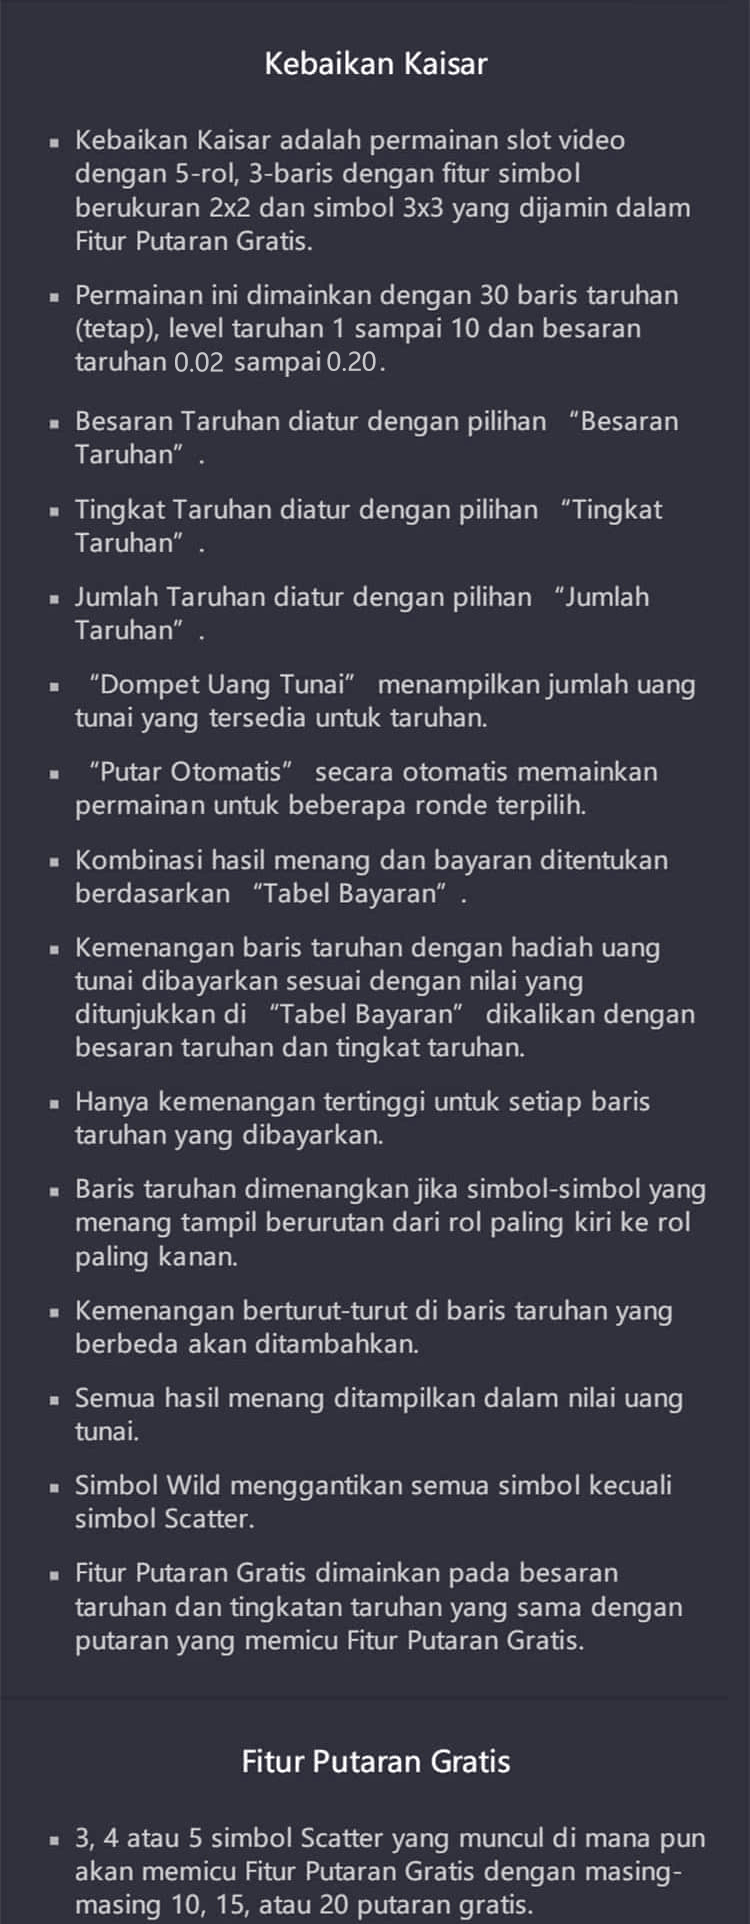 Kebaikan Kaisar
▪ Kebaikan Kaisar adalah permainan slot video
dengan 5-rol, 3-baris dengan fitur simbol
berukuran 2x2 dan simbol 3x3 yang dijamin dalam
Fitur Putaran Gratis.
▪ Permainan ini dimainkan dengan 30 baris taruhan
(tetap), level taruhan 1 sampai 10 dan besaran
taruhan 0.02 sampai 0.20.
▪ Besaran Taruhan diatur dengan pilihan “Besaran
Taruhan” .
▪ Tingkat Taruhan diatur dengan pilihan “Tingkat
Taruhan” .
▪ Jumlah Taruhan diatur dengan pilihan “Jumlah
Taruhan” .
▪ “Dompet Uang Tunai” menampilkan jumlah uang
tunai yang tersedia untuk taruhan.
▪ “Putar Otomatis” secara otomatis memainkan
permainan untuk beberapa ronde terpilih.
▪ Kombinasi hasil menang dan bayaran ditentukan
berdasarkan “Tabel Bayaran” .
▪ Kemenangan baris taruhan dengan hadiah uang
tunai dibayarkan sesuai dengan nilai yang
ditunjukkan di “Tabel Bayaran” dikalikan dengan
besaran taruhan dan tingkat taruhan.
▪ Hanya kemenangan tertinggi untuk setiap baris
taruhan yang dibayarkan.
▪ Baris taruhan dimenangkan jika simbol-simbol yang
menang tampil berurutan dari rol paling kiri ke rol
paling kanan.
▪ Kemenangan berturut-turut di baris taruhan yang
berbeda akan ditambahkan.
▪ Semua hasil menang ditampilkan dalam nilai uang
tunai.
▪ Simbol Wild menggantikan semua simbol kecuali
simbol Scatter.
▪ Fitur Putaran Gratis dimainkan pada besaran
taruhan dan tingkatan taruhan yang sama dengan
putaran yang memicu Fitur Putaran Gratis.
Fitur Putaran Gratis
▪ 3, 4 atau 5 simbol Scatter yang muncul di mana pun
akan memicu Fitur Putaran Gratis dengan masing-
masing 10, 15, atau 20 putaran gratis.